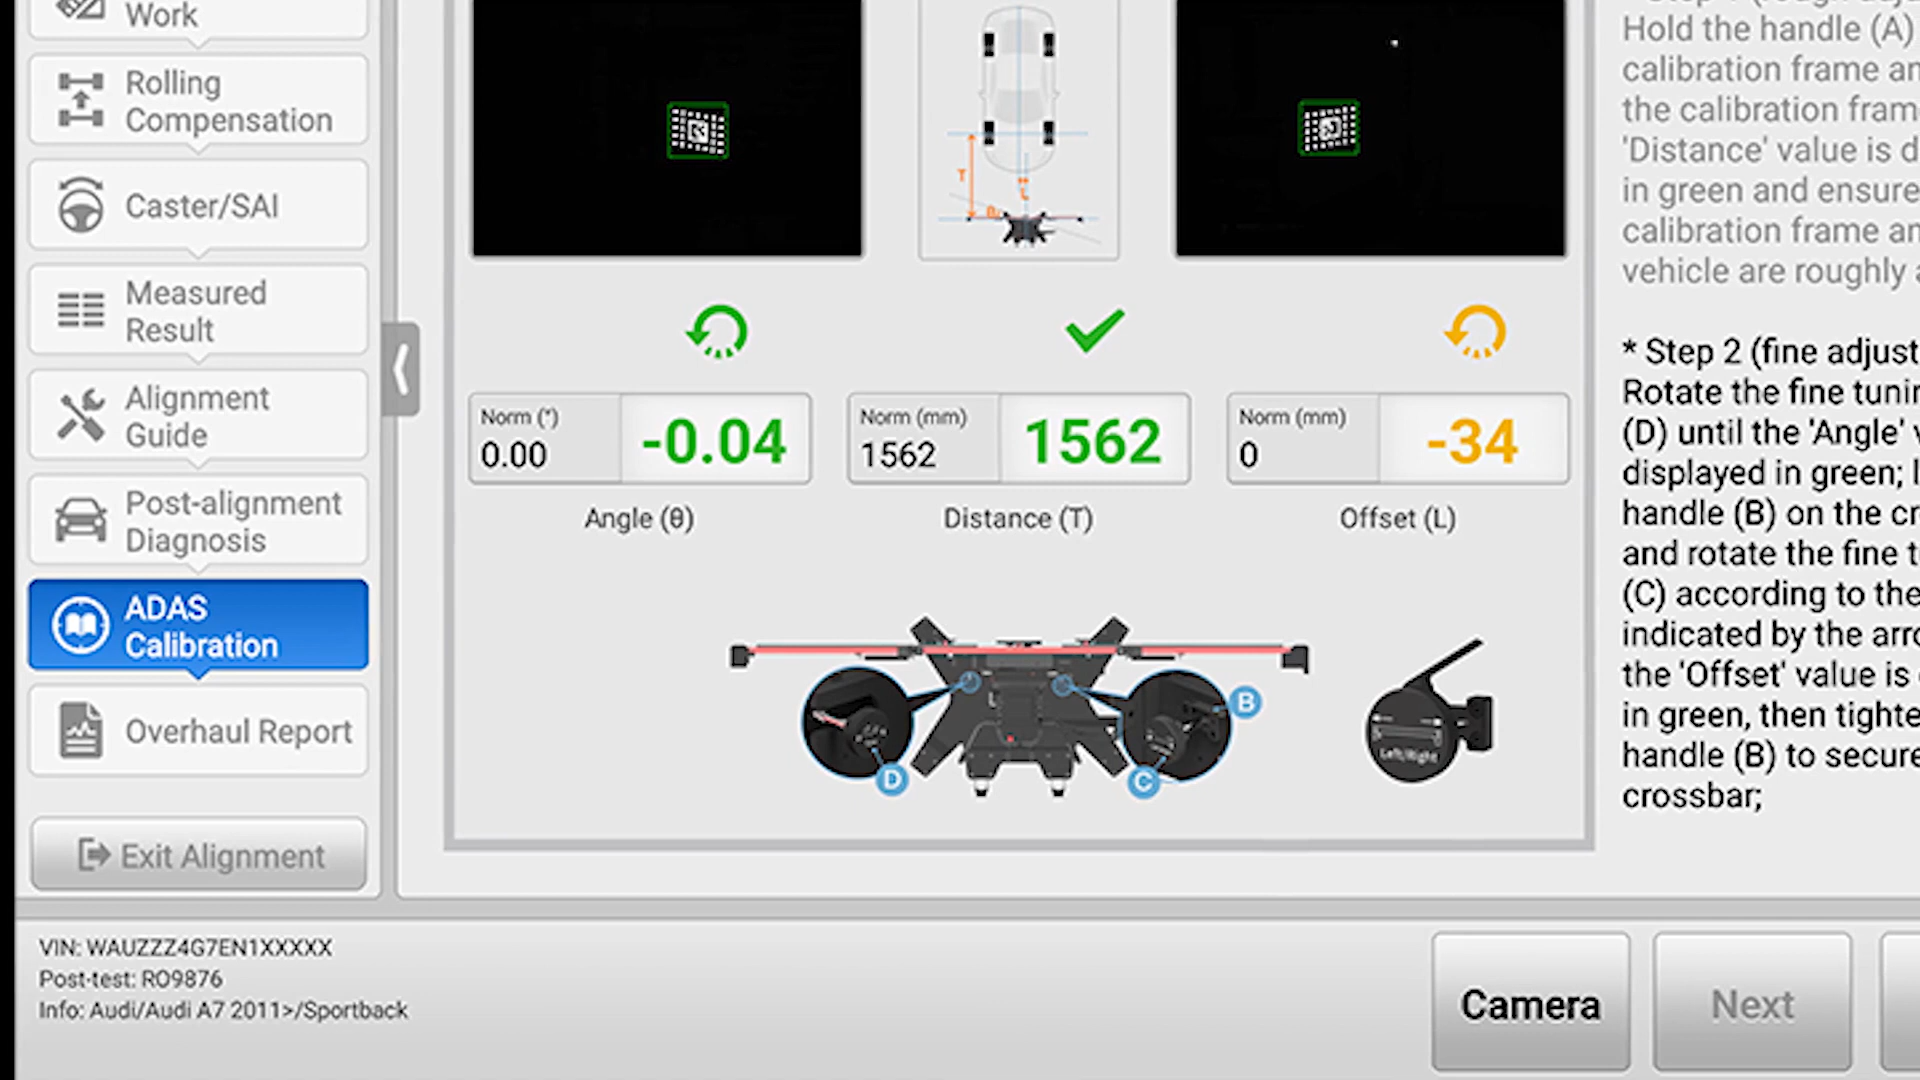 Work
Rolling
Compensation
Caster/SAI
Measured
Result
Alignment
Guide
Post-alignment
Diagnosis
ADAS
Calibration
Overhaul Report
Exit Alignment
T
L
θ
Norm (°)
0.00
-0.04
Angle (θ)
Norm (mm)
1562
1562
Distance (T)
Norm (mm)
0
-34
Offset (L)
B
D
C
Left/Right
Hold the handle (A)
calibration frame an
the calibration fram
'Distance' value is d
in green and ensure
calibration frame an
vehicle are roughly a
* Step 2 (fine adjust
Rotate the fine tunin
(D) until the 'Angle' v
displayed in green; l
handle (B) on the cr
and rotate the fine t
(C) according to the
indicated by the arro
the 'Offset' value is
in green, then tighte
handle (B) to secure
crossbar;
VIN: WAUZZZ4G7EN1XXXXX
Post-test: RO9876
Info: Audi/Audi A7 2011>/Sportback
Camera
Next